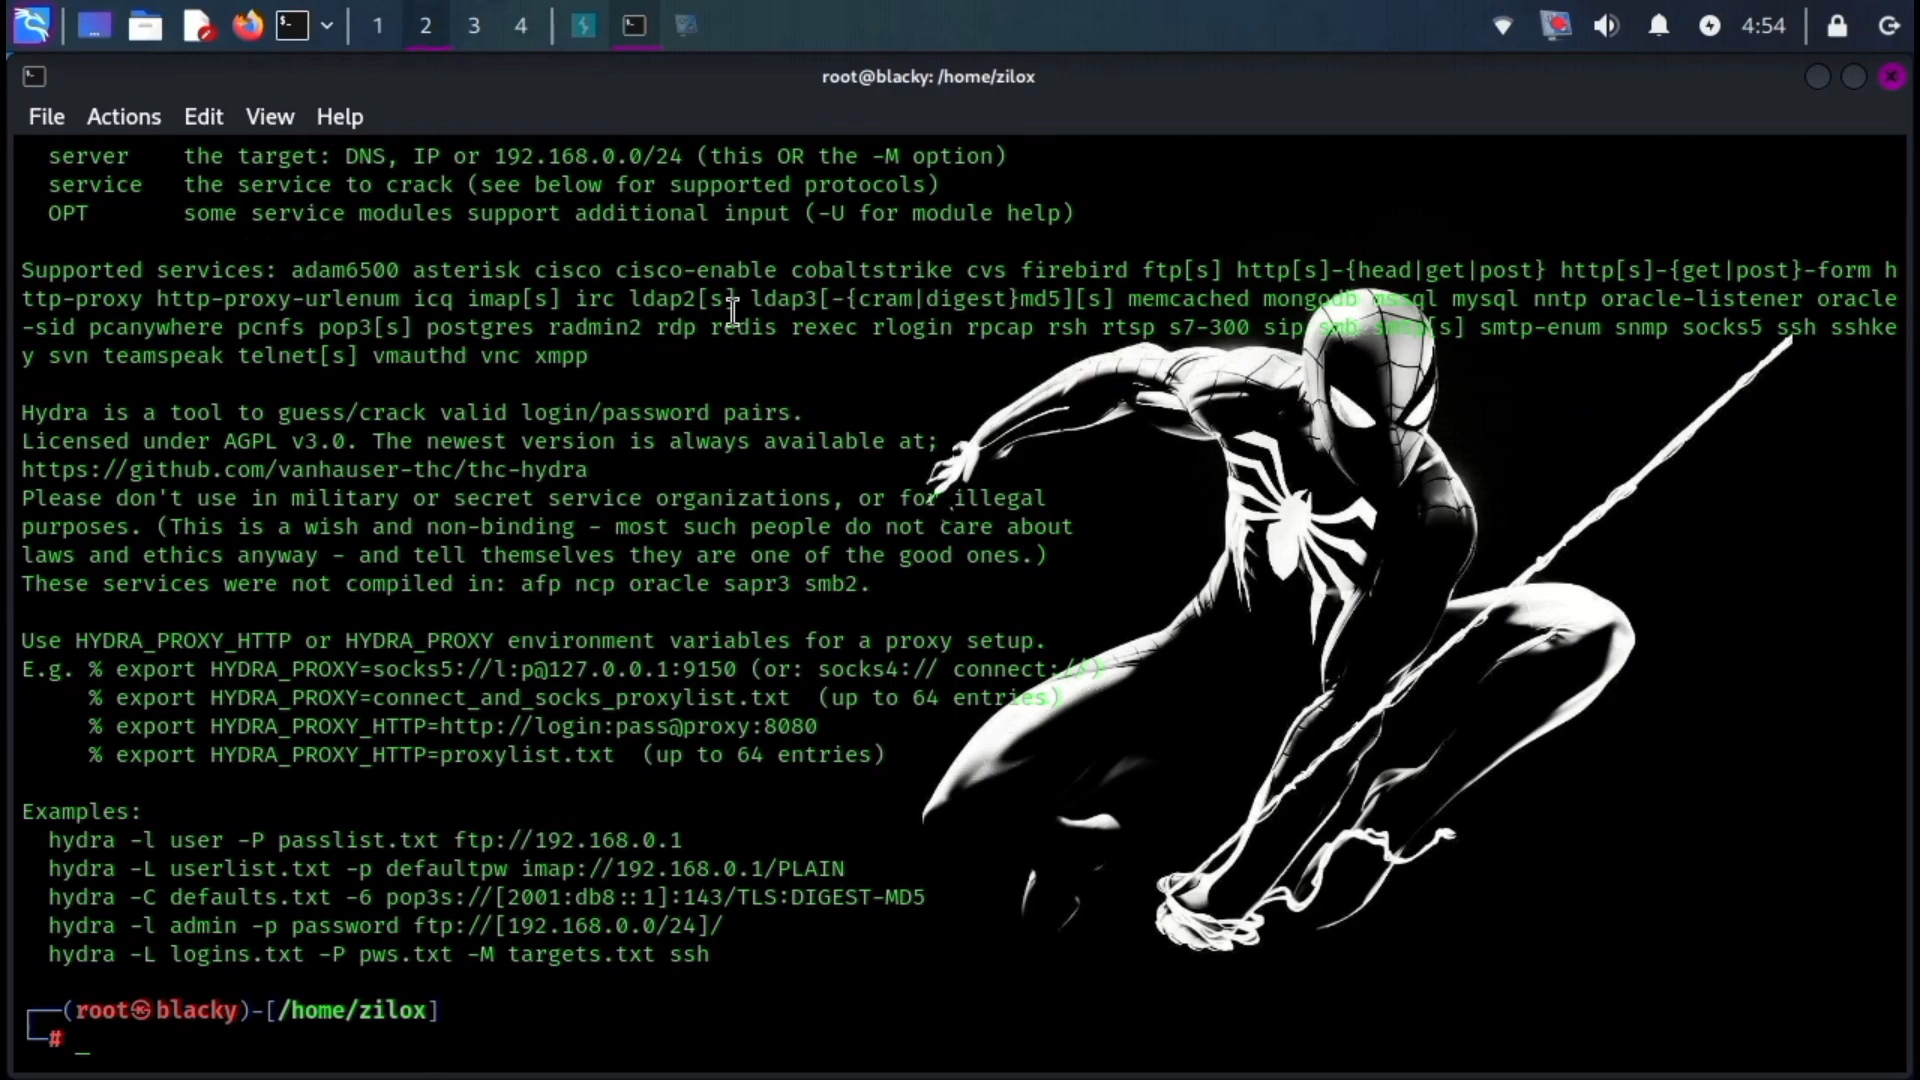 1 2 3 4 4:54
root@blacky: /home/zilox
File Actions Edit View Help
server the target: DNS, IP or 192.168.0.0/24 (this OR the -M option)
service the service to crack (see below for supported protocols)
OPT some service modules support additional input (-U for module help)
Supported services: adam6500 asterisk cisco cisco-enable cobaltstrike cvs firebird ftp[s] http[s]-{head|get|post} http[s]-{get|post}-form h
ttp-proxy http-proxy-urlenum icq imap[s] irc ldap2[s] ldap3[-{cram|digest}md5][s] memcached mongodb mssql mysql nntp oracle-listener oracle
-sid pcanywhere pcnfs pop3[s] postgres radmin2 rdp redis rexec rlogin rpcap rsh rtsp s7-300 sip smb smtp[s] smtp-enum snmp socks5 ssh sshke
y svn teamspeak telnet[s] vmauthd vnc xmpp
Hydra is a tool to guess/crack valid login/password pairs.
Licensed under AGPL v3.0. The newest version is always available at;
https://github.com/vanhauser-thc/thc-hydra
Please don't use in military or secret service organizations, or for illegal
purposes. (This is a wish and non-binding - most such people do not care about
laws and ethics anyway - and tell themselves they are one of the good ones.)
These services were not compiled in: afp ncp oracle sapr3 smb2.
Use HYDRA_PROXY_HTTP or HYDRA_PROXY environment variables for a proxy setup.
E.g. % export HYDRA_PROXY=socks5://l:p@127.0.0.1:9150 (or: socks4:// connect://)
% export HYDRA_PROXY=connect_and_socks_proxylist.txt (up to 64 entries)
% export HYDRA_PROXY_HTTP=http://login:pass@proxy:8080
% export HYDRA_PROXY_HTTP=proxylist.txt (up to 64 entries)
Examples:
hydra -l user -P passlist.txt ftp://192.168.0.1
hydra -L userlist.txt -p defaultpw imap://192.168.0.1/PLAIN
hydra -C defaults.txt -6 pop3s://[2001:db8::1]:143/TLS:DIGEST-MD5
hydra -l admin -p password ftp://[192.168.0.0/24]/
hydra -L logins.txt -P pws.txt -M targets.txt ssh
┌──(root㉿blacky)-[/home/zilox]
└─# _